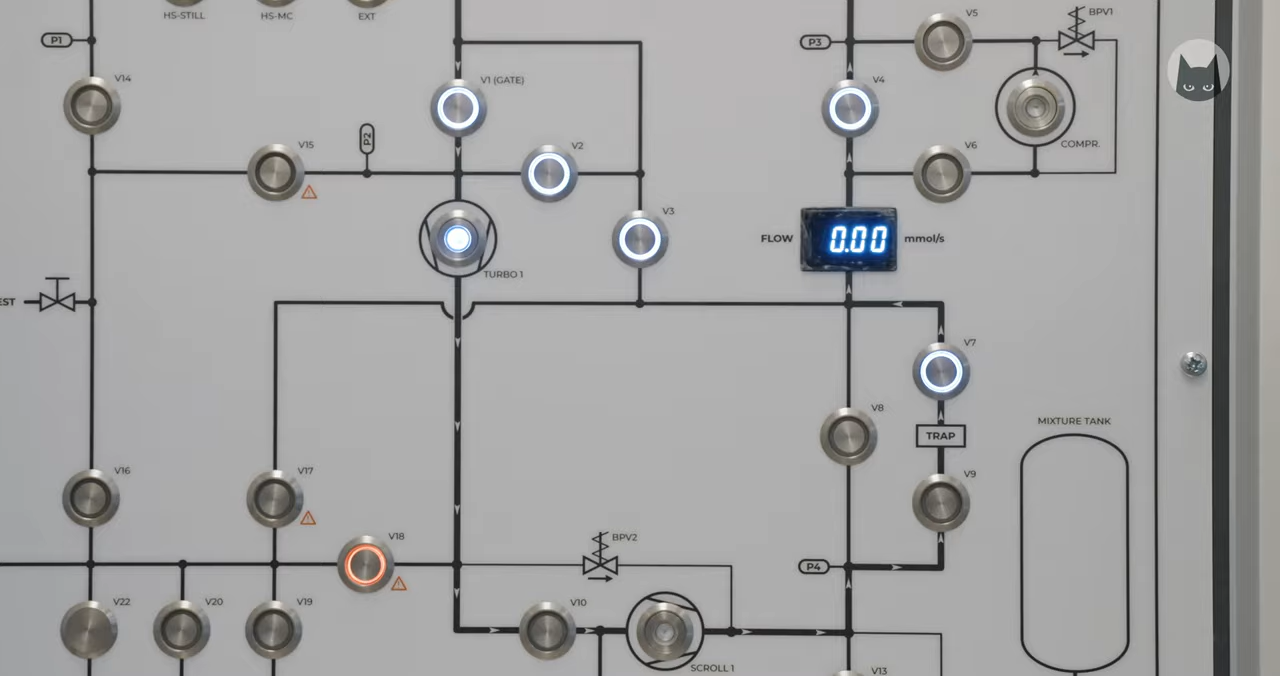 HS-STILL
HS-MC
EXT
P1
V14
V1 (GATE)
P3
V5
BPV1
V4
V15
P2
V2
V6
COMPR.
V3
FLOW
0.00
mmol/s
TURBO 1
EST
V7
V8
TRAP
MIXTURE TANK
V16
V17
V9
V18
BPV2
P4
V22
V20
V19
V10
SCROLL 1
V13